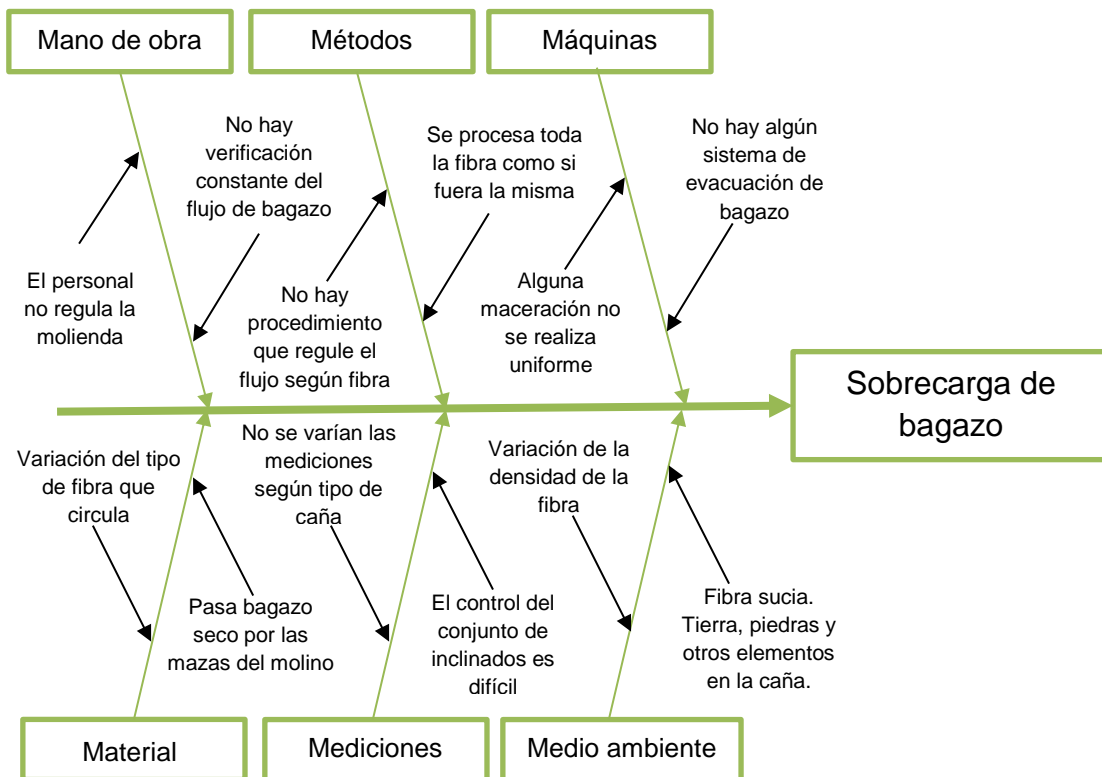 Mano de obra
Métodos
Máquinas
No hay
verificación
constante del
flujo de bagazo
El personal
no regula la
molienda
Se procesa toda
la fibra como si
fuera la misma
No hay
procedimiento
que regule el
flujo según fibra
No hay algún
sistema de
evacuación de
bagazo
Alguna
maceración no
se realiza
uniforme
Sobrecarga de
bagazo
Variación del tipo
de fibra que
circula
Pasa bagazo
seco por las
mazas del molino
No se varían las
mediciones
según tipo de
caña
El control del
conjunto de
inclinados es
difícil
Variación de la
densidad de la
fibra
Fibra sucia.
Tierra, piedras y
otros elementos
en la caña.
Material
Mediciones
Medio ambiente